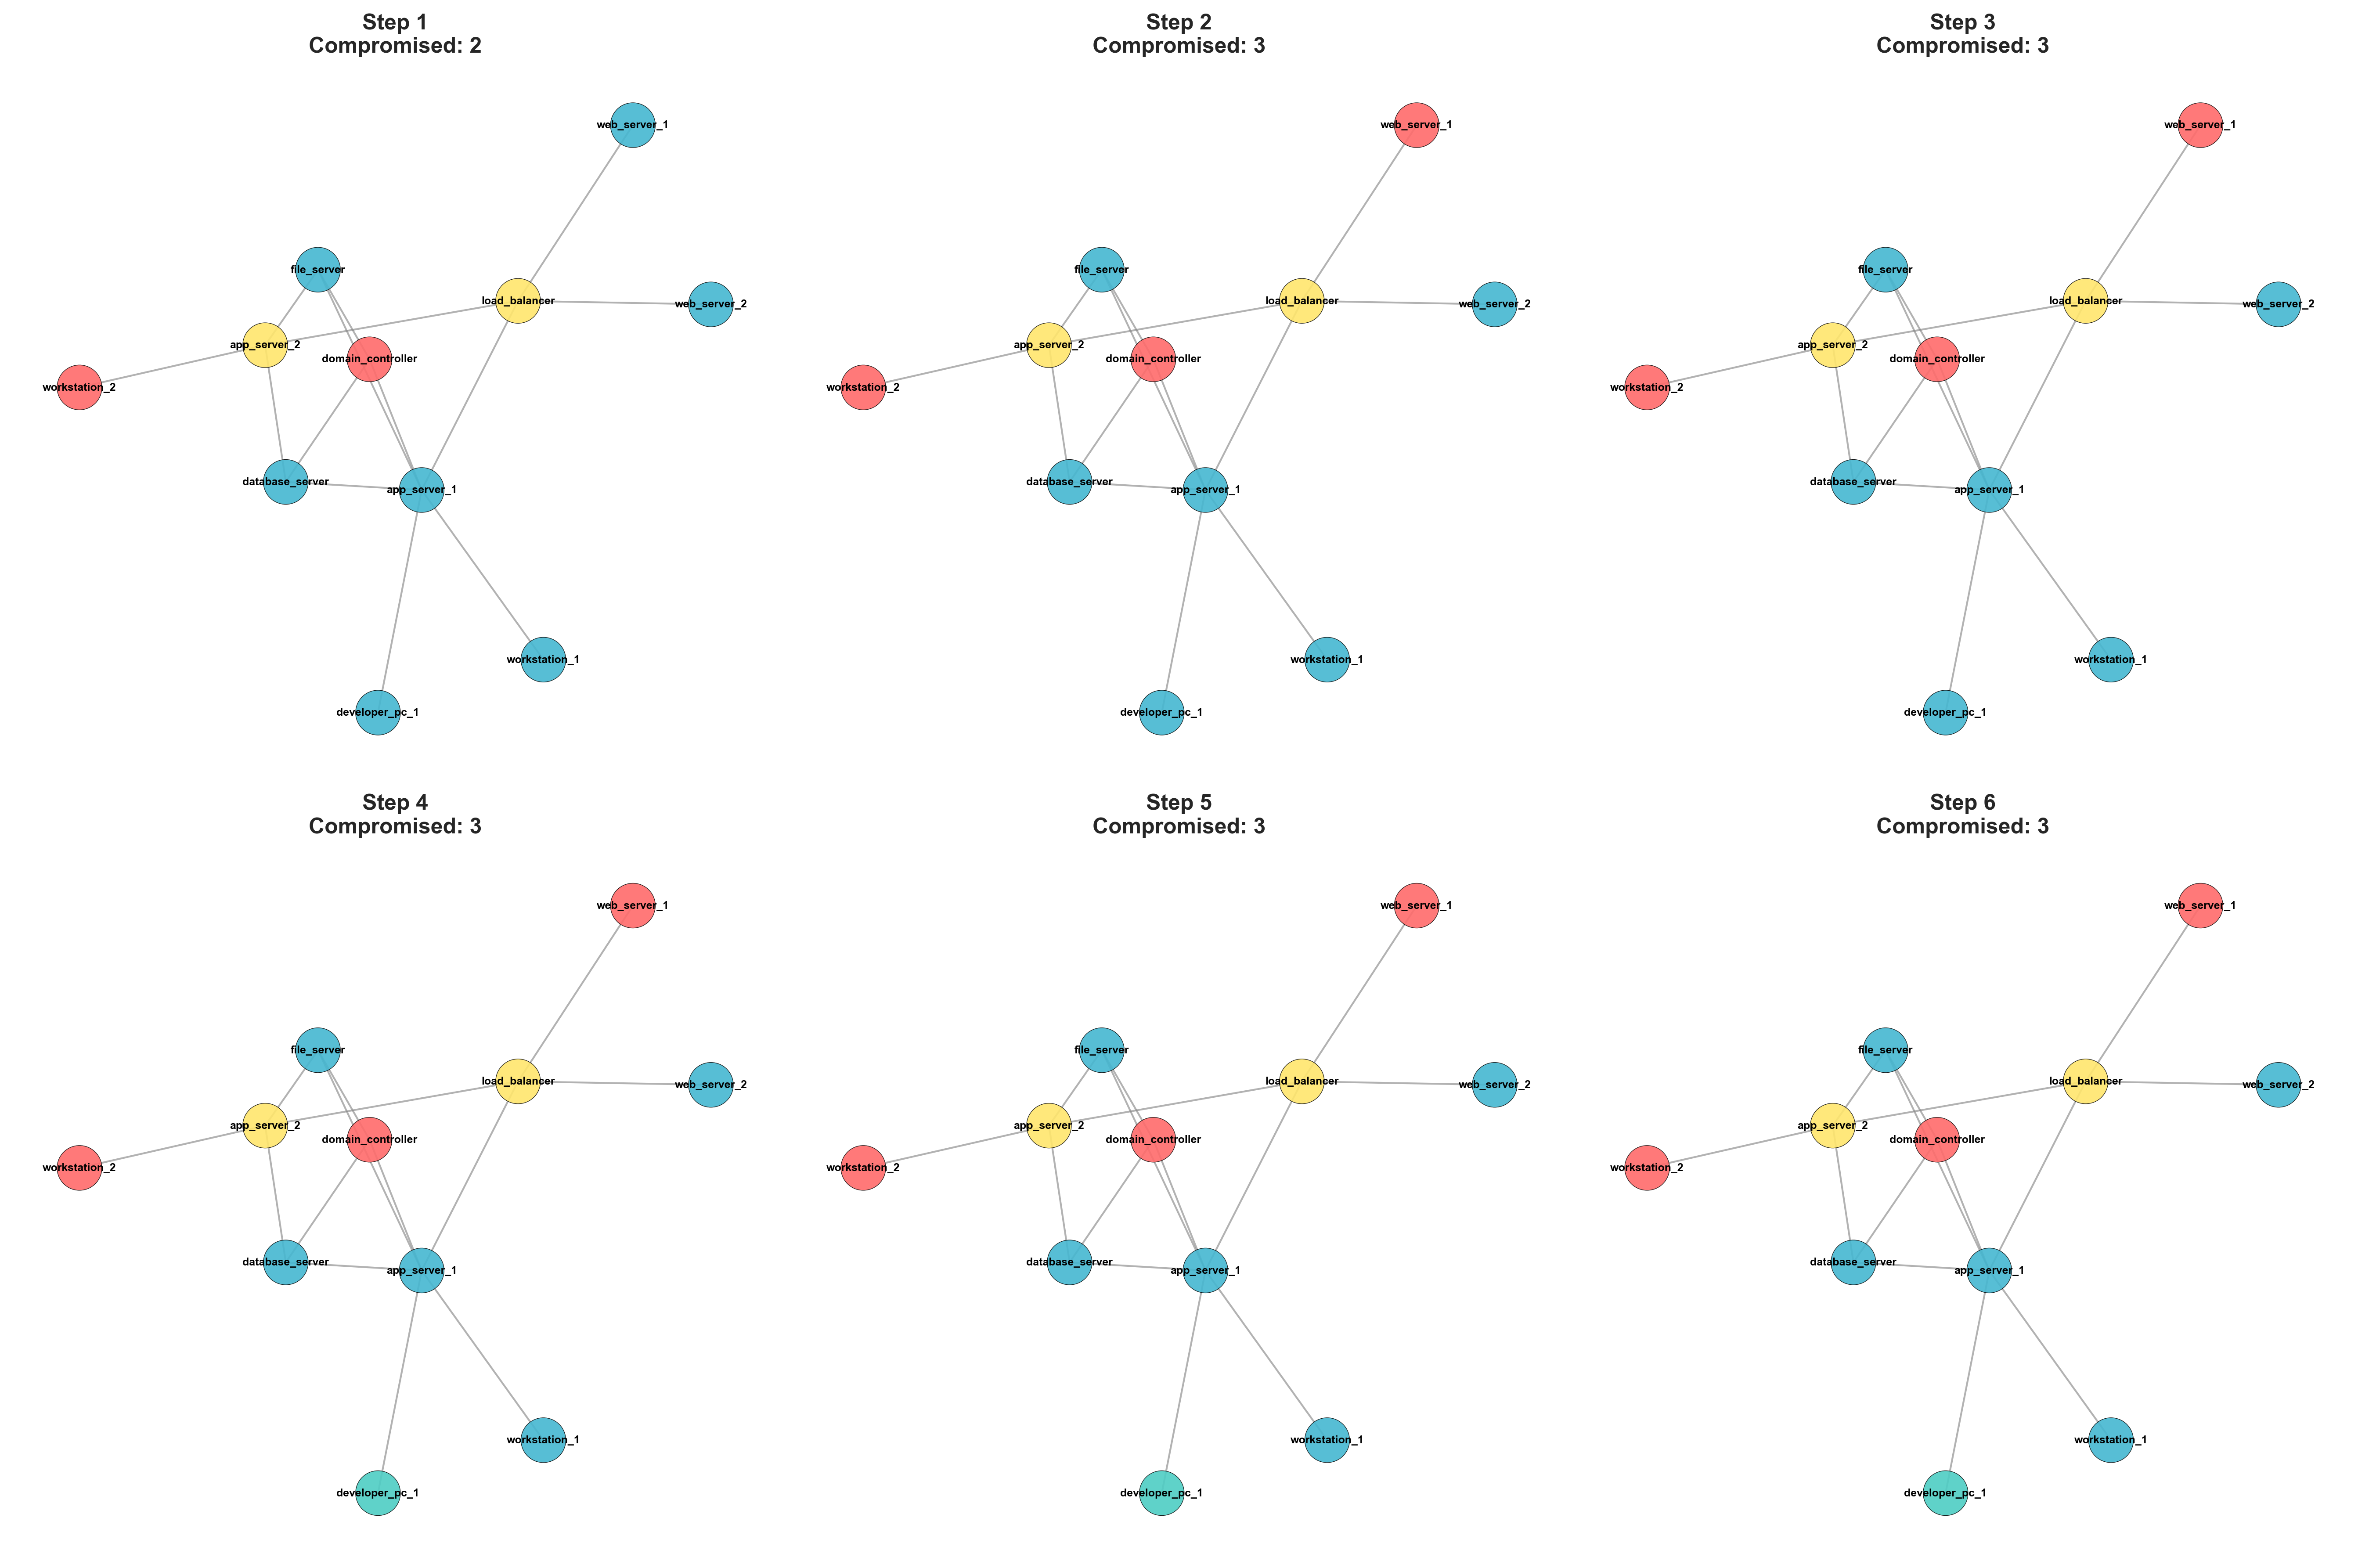 Step 1
Compromised: 2
web_server_1
file_server
load_balancer
web_server_2
app_server_2
domain_controller
workstation_2
database_server
app_server_1
workstation_1
developer_pc_1
Step 2
Compromised: 3
web_server_1
file_server
load_balancer
web_server_2
app_server_2
domain_controller
workstation_2
database_server
app_server_1
workstation_1
developer_pc_1
Step 3
Compromised: 3
web_server_1
file_server
load_balancer
web_server_2
app_server_2
domain_controller
workstation_2
database_server
app_server_1
workstation_1
developer_pc_1
Step 4
Compromised: 3
web_server_1
file_server
load_balancer
web_server_2
app_server_2
domain_controller
workstation_2
database_server
app_server_1
workstation_1
developer_pc_1
Step 5
Compromised: 3
web_server_1
file_server
load_balancer
web_server_2
app_server_2
domain_controller
workstation_2
database_server
app_server_1
workstation_1
developer_pc_1
Step 6
Compromised: 3
web_server_1
file_server
load_balancer
web_server_2
app_server_2
domain_controller
workstation_2
database_server
app_server_1
workstation_1
developer_pc_1